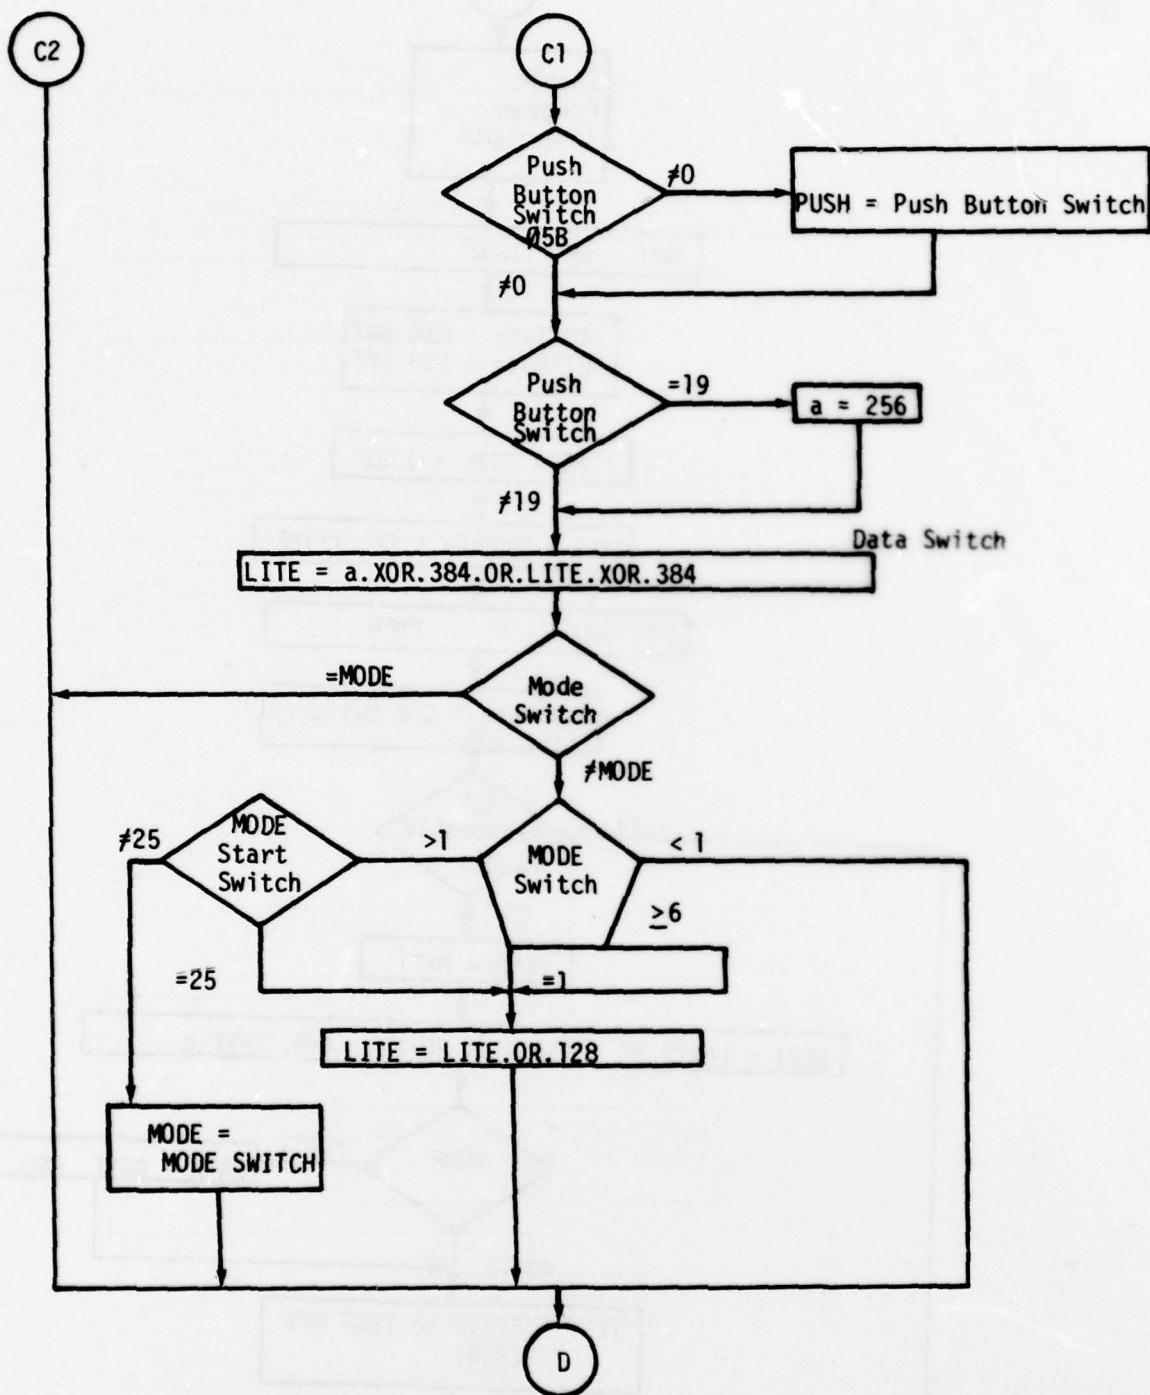 C2
C1
Push
Button
Switch
Ø5B
≠0
PUSH = Push Button Switch
≠0
Push
Button
Switch
=19
a = 256
≠19
Data Switch
LITE = a.XOR.384.OR.LITE.XOR.384
=MODE
Mode
Switch
≠MODE
≠25
MODE
Start
Switch
>1
MODE
Switch
< 1
≥6
=25
=1
LITE = LITE.OR.128
MODE =
MODE SWITCH
D